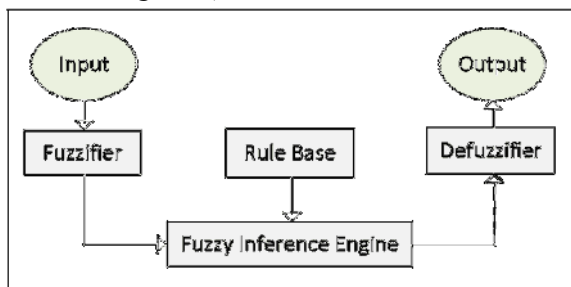 Input
Output
Fuzzifier
Rule Base
Defuzzifier
Fuzzy Inference Engine